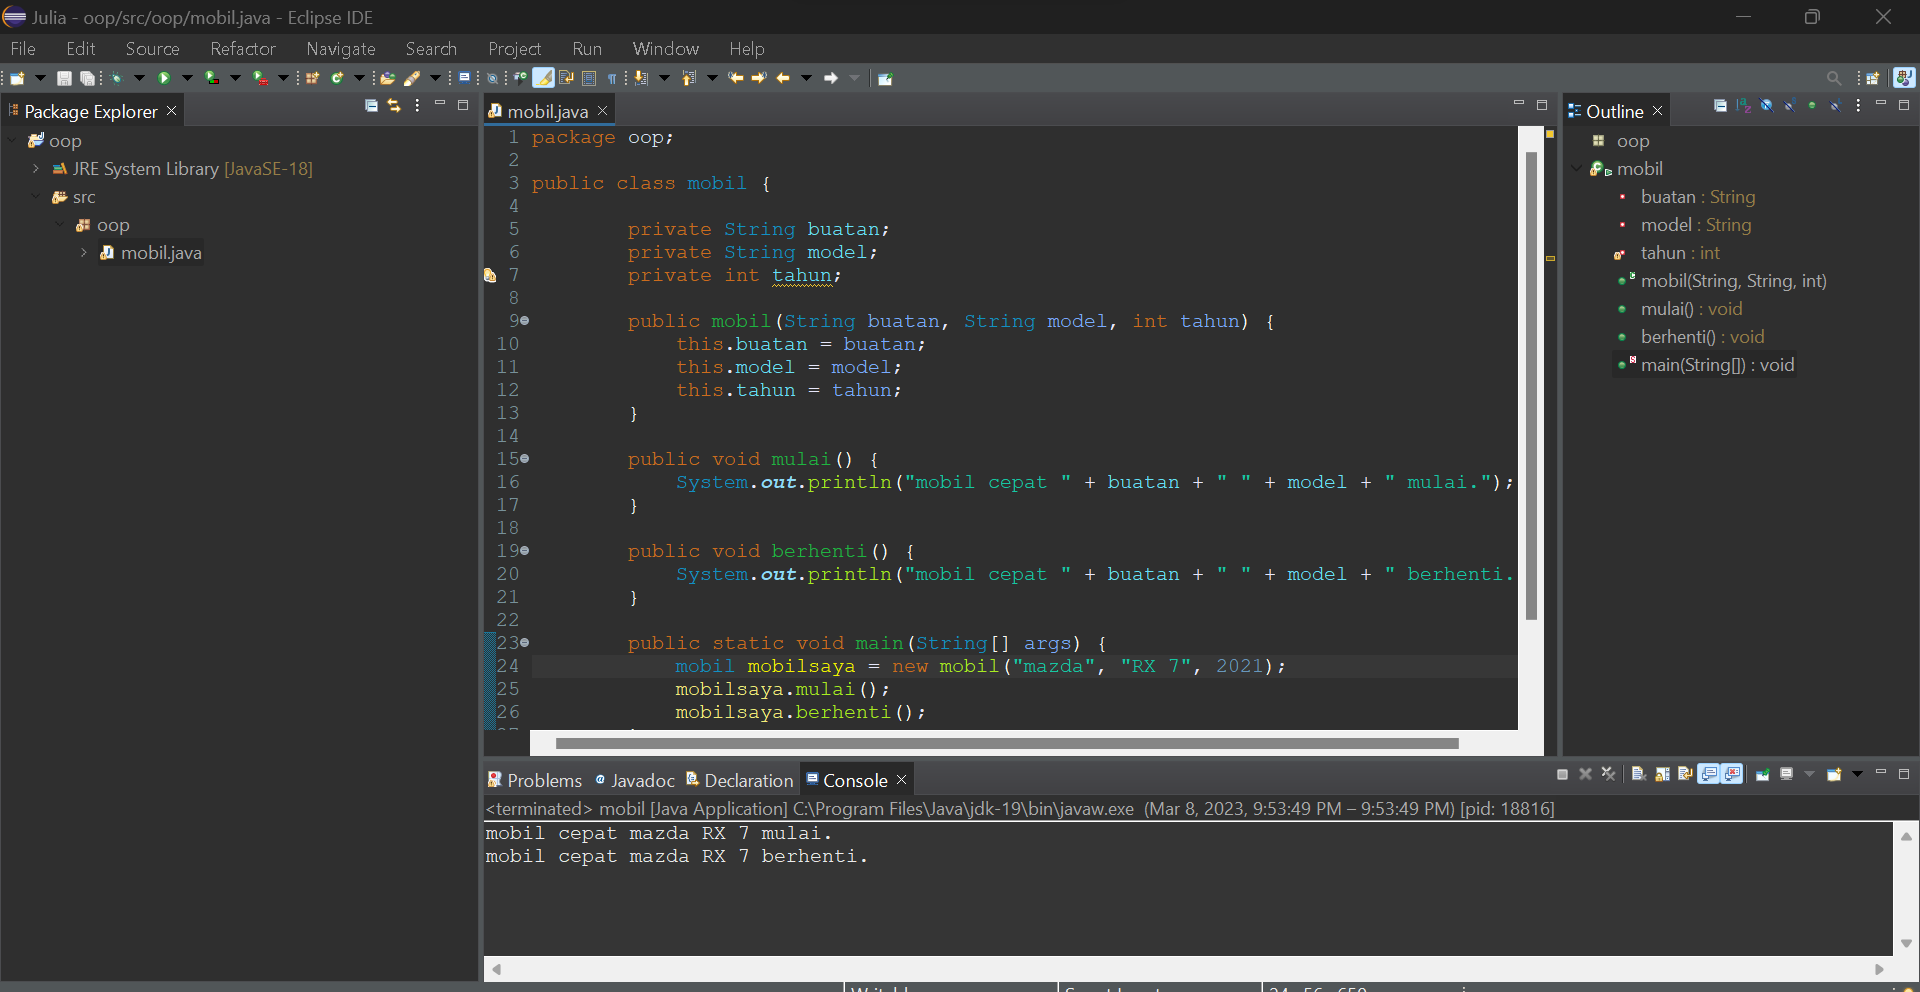 Julia - oop/src/oop/mobil.java - Eclipse IDE
File Edit Source Refactor Navigate Search Project Run Window Help
Package Explorer
oop
JRE System Library [JavaSE-18]
src
oop
mobil.java
mobil.java
1 package oop;
2
3 public class mobil {
4
5 private String buatan;
6 private String model;
7 private int tahun;
8
9 public mobil(String buatan, String model, int tahun) {
10 this.buatan = buatan;
11 this.model = model;
12 this.tahun = tahun;
13 }
14
15 public void mulai() {
16 System.out.println("mobil cepat " + buatan + " " + model + " mulai.");
17 }
18
19 public void berhenti() {
20 System.out.println("mobil cepat " + buatan + " " + model + " berhenti.
21 }
22
23 public static void main(String[] args) {
24 mobil mobilsaya = new mobil("mazda", "RX 7", 2021);
25 mobilsaya.mulai();
26 mobilsaya.berhenti();
Outline
oop
mobil
buatan : String
model : String
tahun : int
mobil(String, String, int)
mulai() : void
berhenti() : void
main(String[]) : void
Problems Javadoc Declaration Console
<terminated> mobil [Java Application] C:\Program Files\Java\jdk-19\bin\javaw.exe (Mar 8, 2023, 9:53:49 PM – 9:53:49 PM) [pid: 18816]
mobil cepat mazda RX 7 mulai.
mobil cepat mazda RX 7 berhenti.